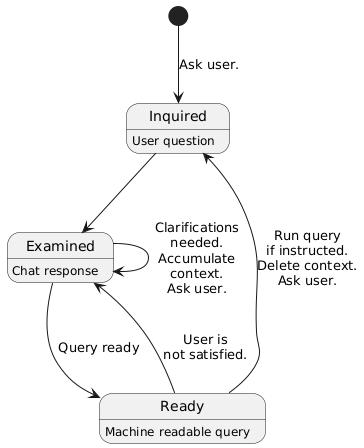 Ask user.
Inquired
User question
Clarifications
needed.
Accumulate
context.
Ask user.
Run query
if instructed.
Delete context.
Ask user.
Examined
Chat response
Query ready
User is
not satisfied.
Ready
Machine readable query